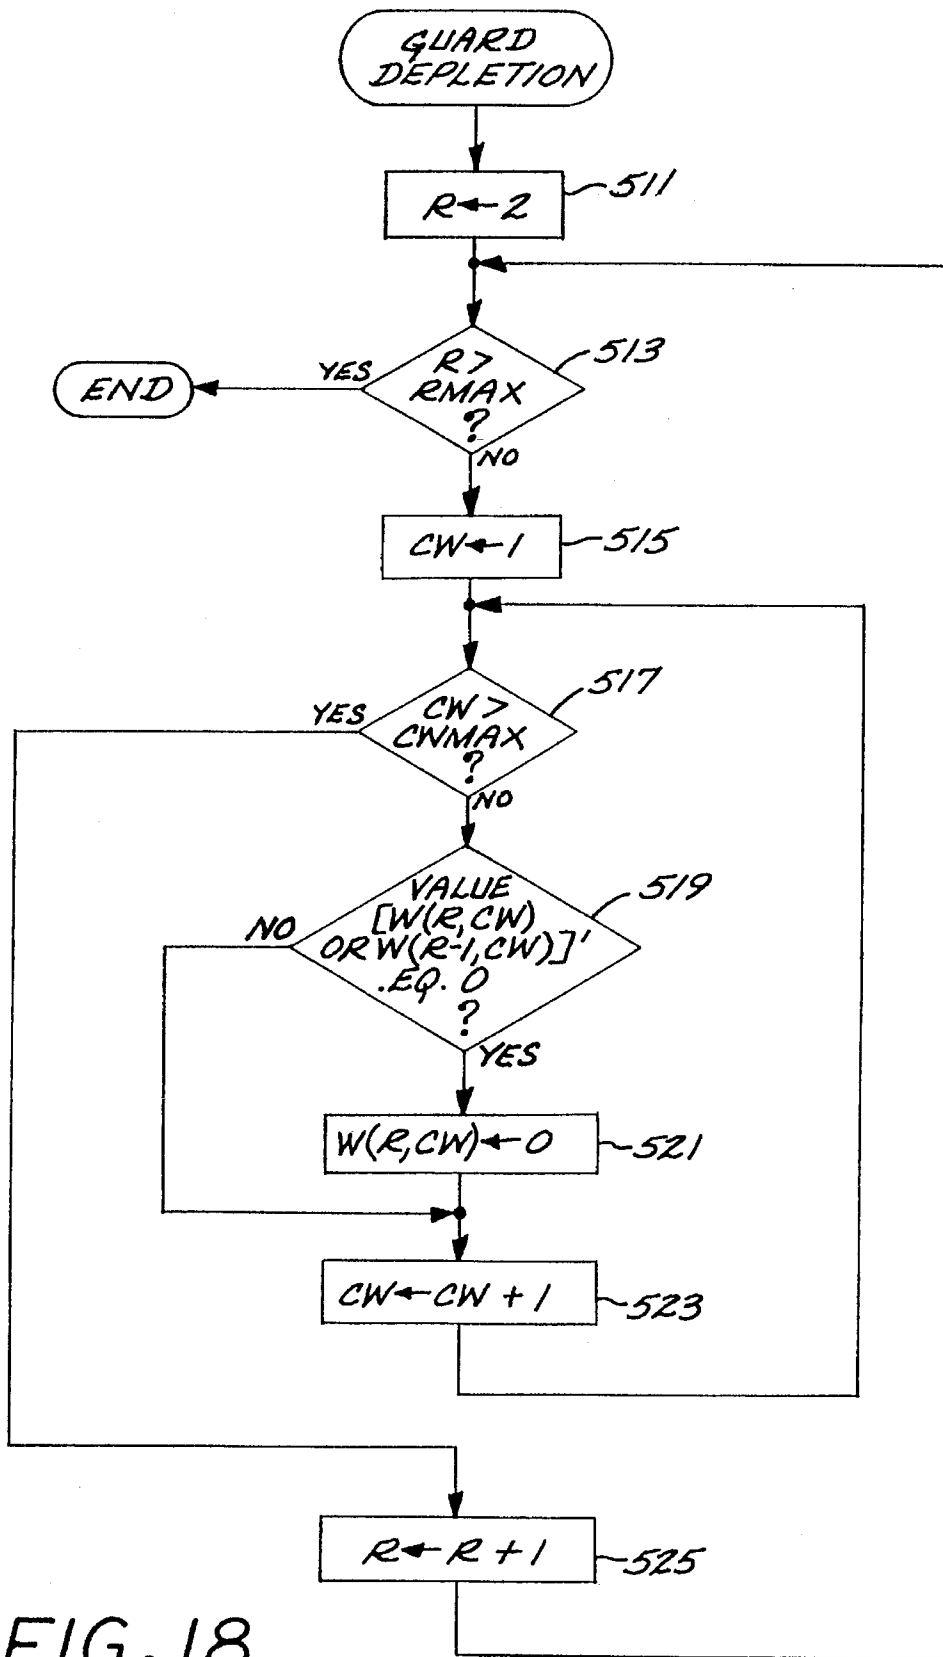 GUARD
DEPLETION
R←2
511
R>
RMAX
?
513
YES
END
NO
CW←1
515
CW >
CWMAX
?
517
YES
NO
VALUE
[W(R,CW)
OR W(R-1,CW)]'
.EQ. 0
?
519
NO
YES
W(R,CW)←0
521
CW←CW + 1
523
R←R + 1
525
FIG. 18